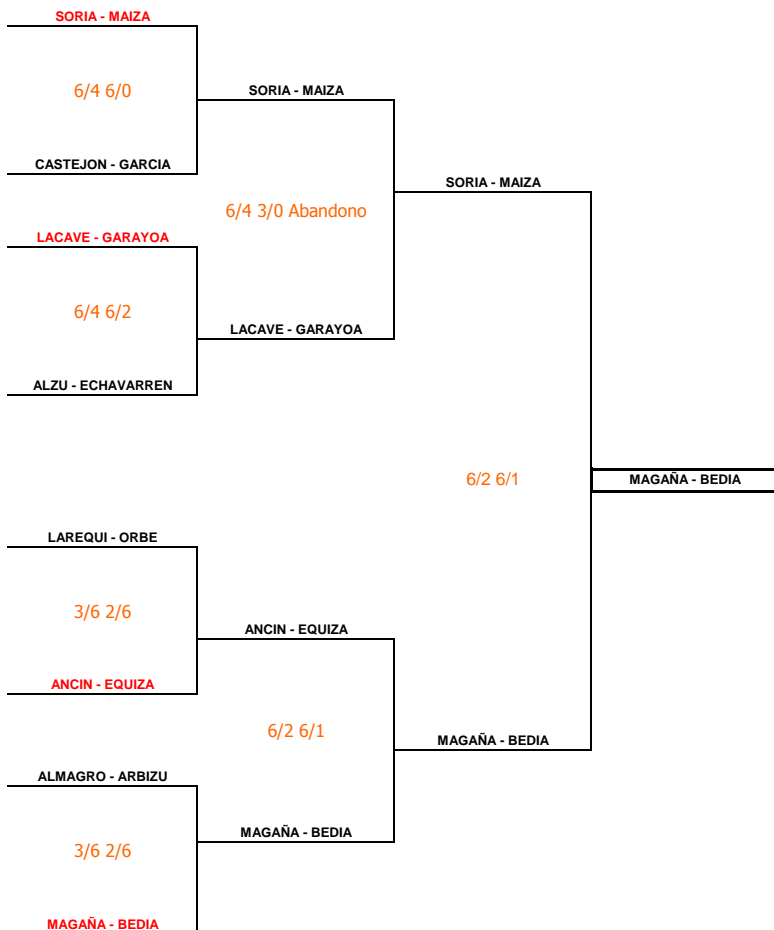 SORIA - MAIZA
6/4 6/0
SORIA - MAIZA
CASTEJON - GARCIA
SORIA - MAIZA
6/4 3/0 Abandono
LACAVE - GARAYOA
6/4 6/2
LACAVE - GARAYOA
ALZU - ECHAVARREN
6/2 6/1
MAGAÑA - BEDIA
LAREQUI - ORBE
3/6 2/6
ANCIN - EQUIZA
ANCIN - EQUIZA
6/2 6/1
MAGAÑA - BEDIA
ALMAGRO - ARBIZU
MAGAÑA - BEDIA
3/6 2/6
MAGAÑA - BEDIA